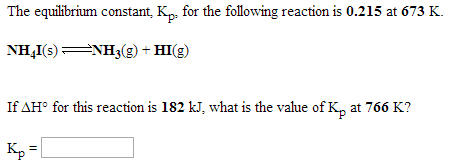 The equilibrium constant, Kp, for the following reaction is 0.215 at 673 K.
NH₄I(s) ⇌ NH₃(g) + HI(g)
If ΔH° for this reaction is 182 kJ, what is the value of Kp at 766 K?
Kp =